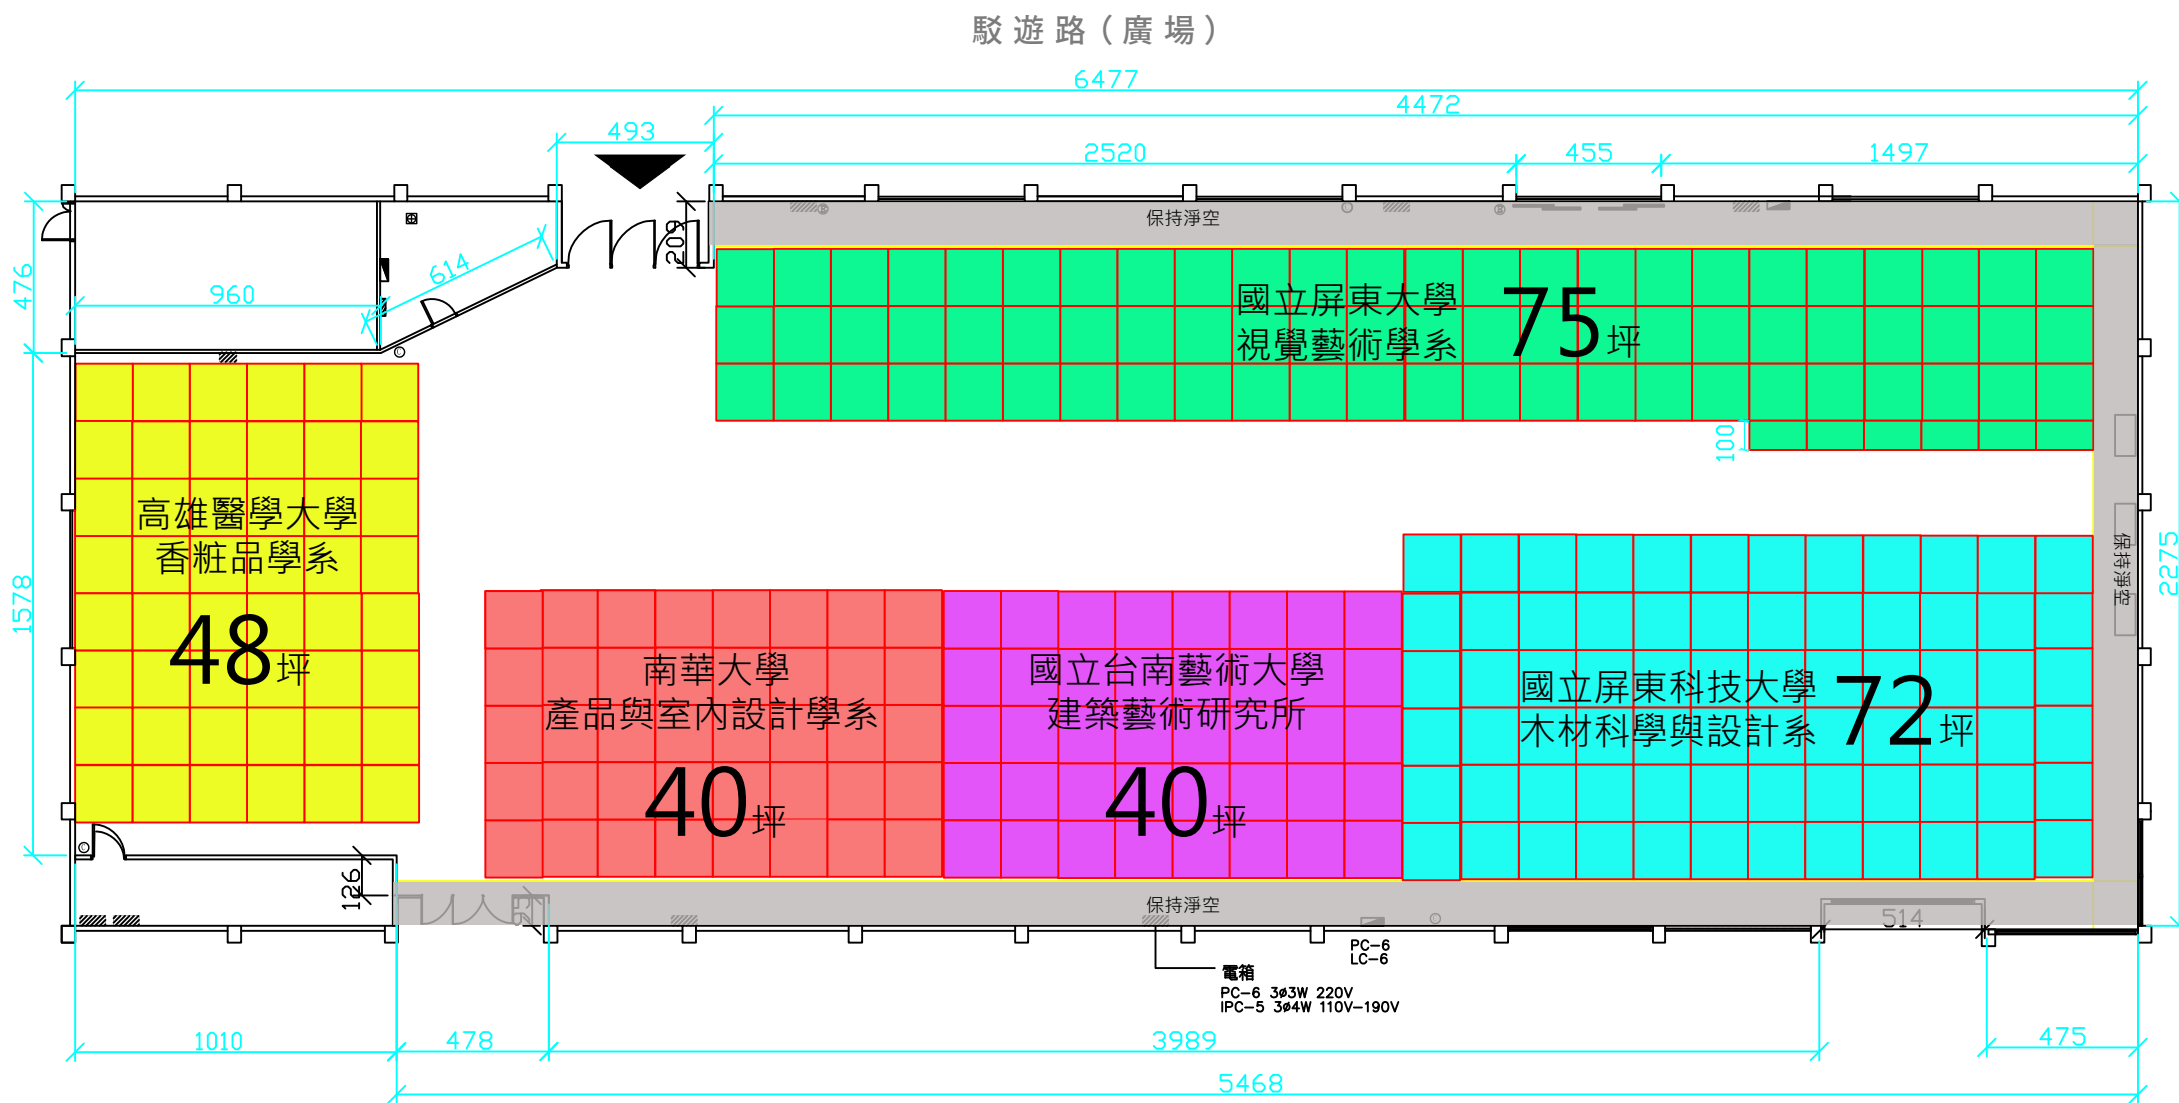 駁遊路(廣場)
6477
4472
493
2520
455
1497
209
保持淨空
476
614
960
國立屏東大學
視覺藝術學系
75坪
100
高雄醫學大學
香粧品學系
48坪
1578
2275
保持淨空
南華大學
產品與室內設計學系
40坪
國立台南藝術大學
建築藝術研究所
40坪
國立屏東科技大學
木材科學與設計系
72坪
126
保持淨空
514
PC-6
LC-6
電箱
PC-6 3ø3W 220V
IPC-5 3ø4W 110V-190V
1010
478
3989
475
5468